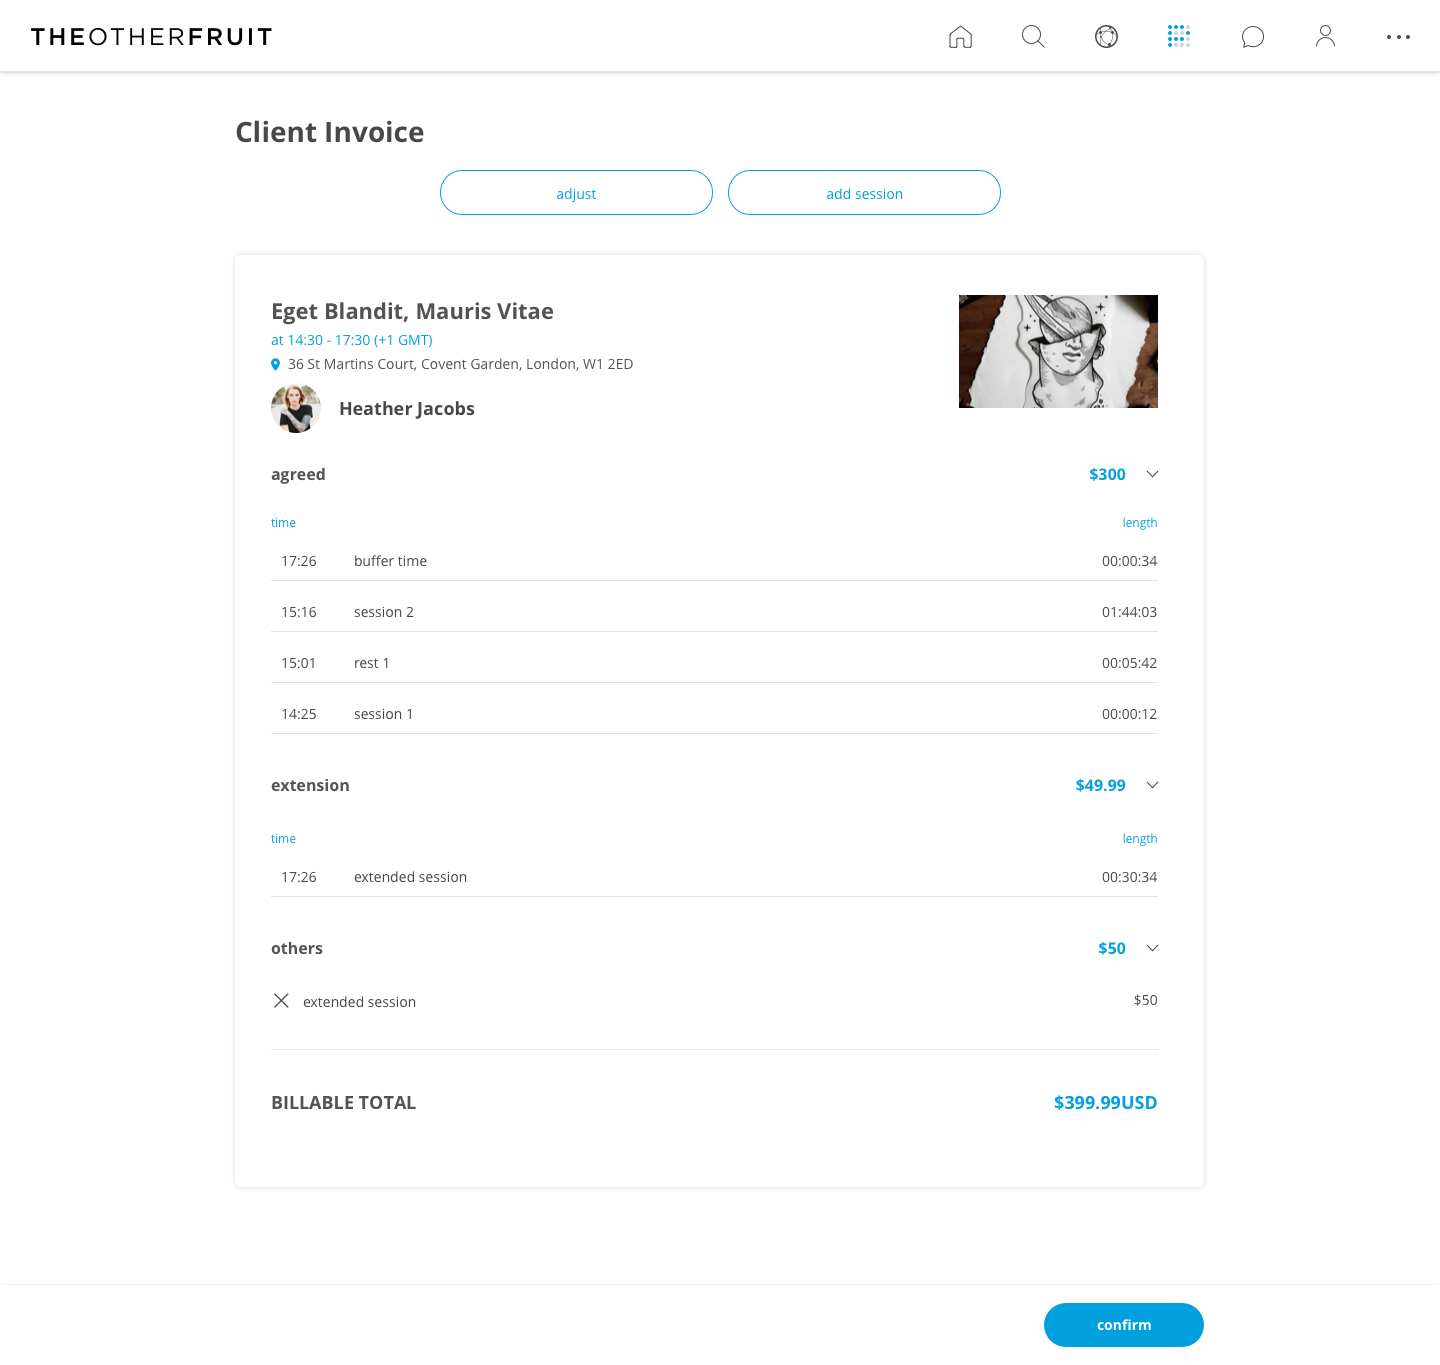 THEOTHERFRUIT
Client Invoice
adjust
add session
Eget Blandit, Mauris Vitae
at 14:30 - 17:30 (+1 GMT)
36 St Martins Court, Covent Garden, London, W1 2ED
Heather Jacobs
agreed $300
time length
17:26 buffer time 00:00:34
15:16 session 2 01:44:03
15:01 rest 1 00:05:42
14:25 session 1 00:00:12
extension $49.99
time length
17:26 extended session 00:30:34
others $50
extended session $50
BILLABLE TOTAL $399.99USD
confirm